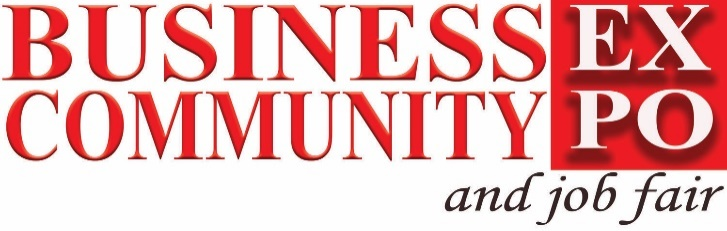 BUSINESS
COMMUNITY
EX
PO
and job fair